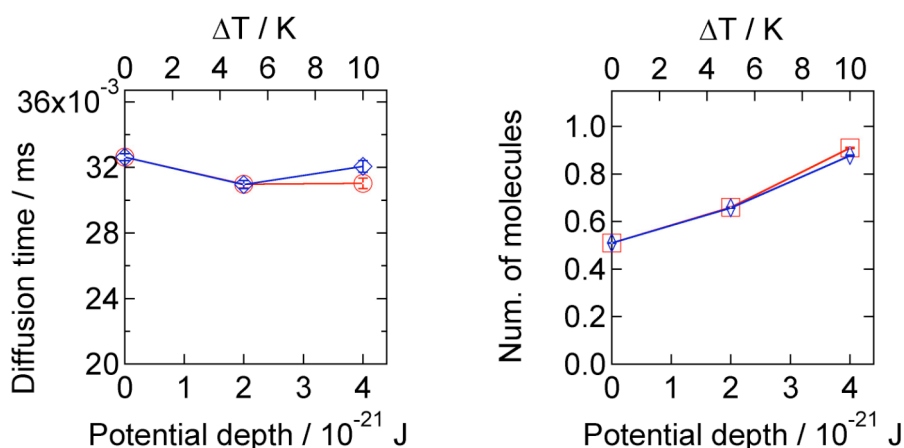 ΔT / K
0 2 4 6 8 10
36x10-3
32
28
24
20
Diffusion time / ms
0 1 2 3 4
Potential depth / 10-21 J
ΔT / K
0 2 4 6 8 10
1.0
0.8
0.6
0.4
0.2
0.0
Num. of molecules
0 1 2 3 4
Potential depth / 10-21 J